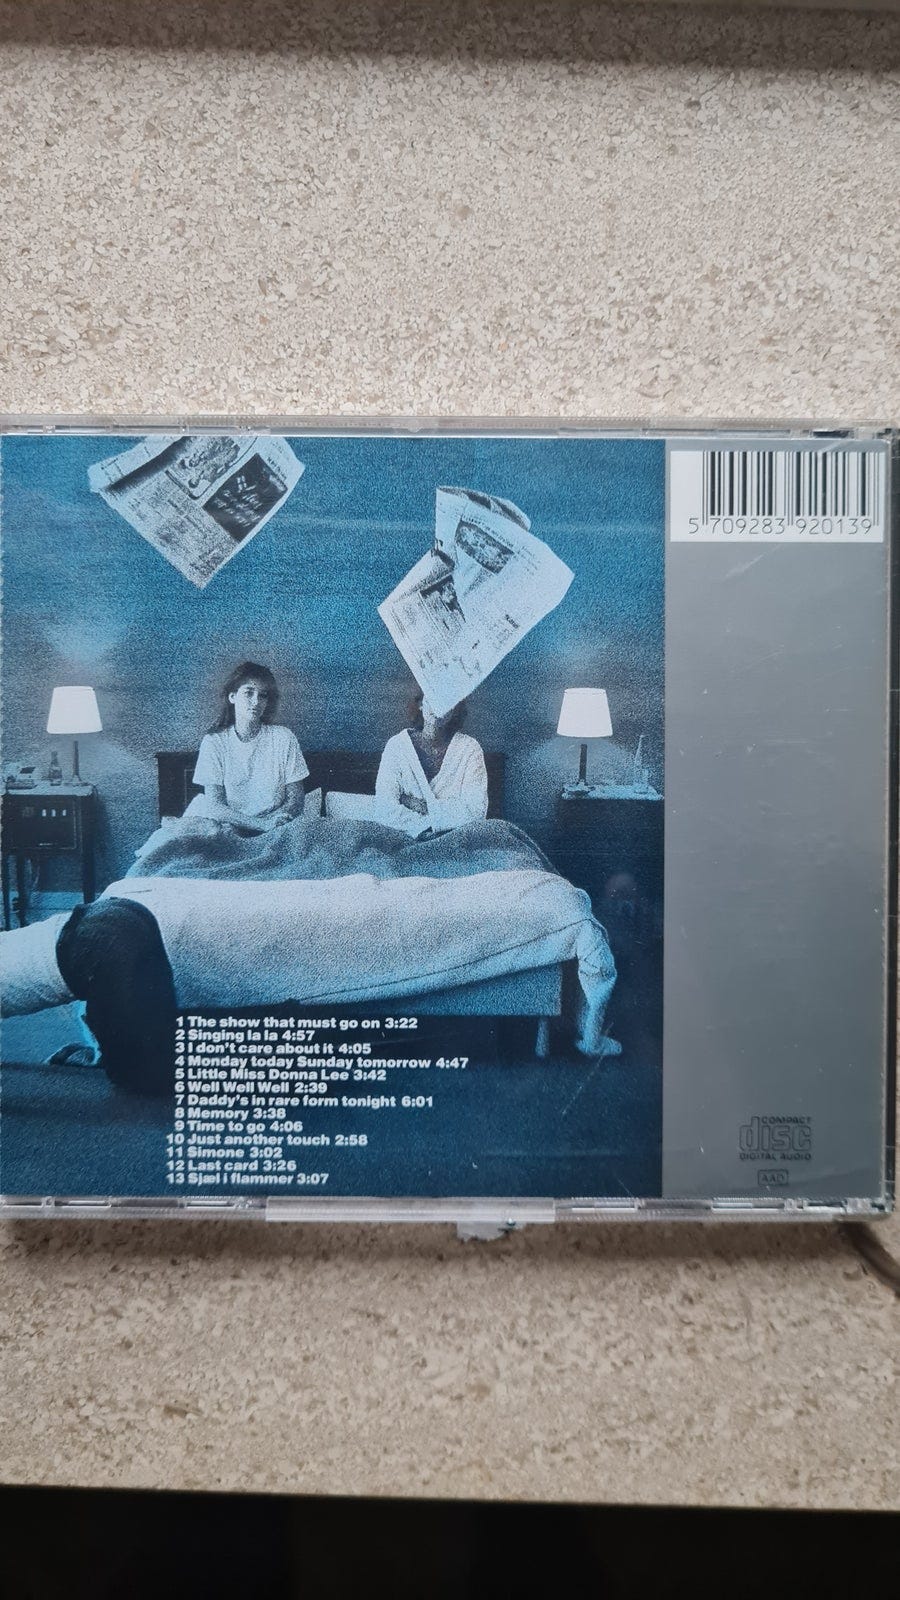 5 709283 920139
1 The show that must go on 3:22
2 Singing la la 4:57
3 I don't care about it 4:05
4 Monday today Sunday tomorrow 4:47
5 Little Miss Donna Lee 3:42
6 Well Well Well 2:39
7 Daddy's in rare form tonight 6:01
8 Memory 3:38
9 Time to go 4:06
10 Just another touch 2:58
11 Simone 3:02
12 Last card 3:26
13 Sjæl i flammer 3:07
COMPACT
disc
DIGITAL AUDIO
AAD